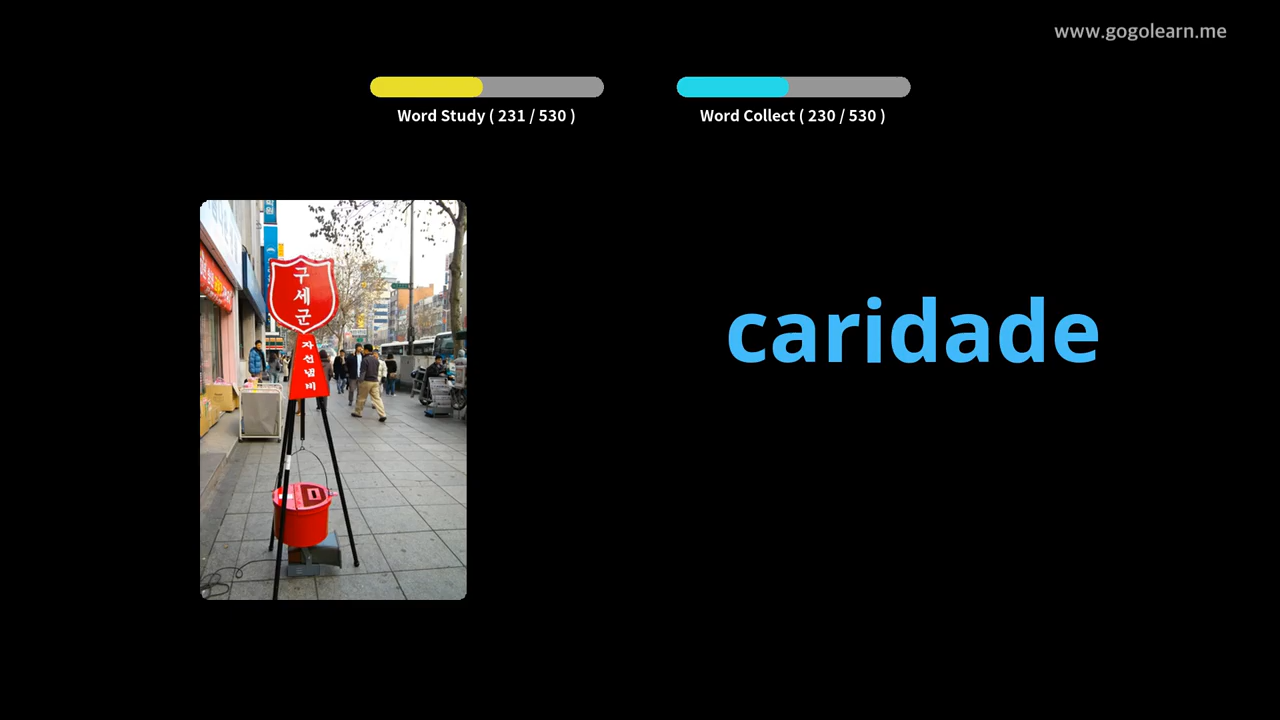 www.gogolearn.me
Word Study ( 231 / 530 )
Word Collect ( 230 / 530 )
구
세
군
자
선
냄
비
caridade